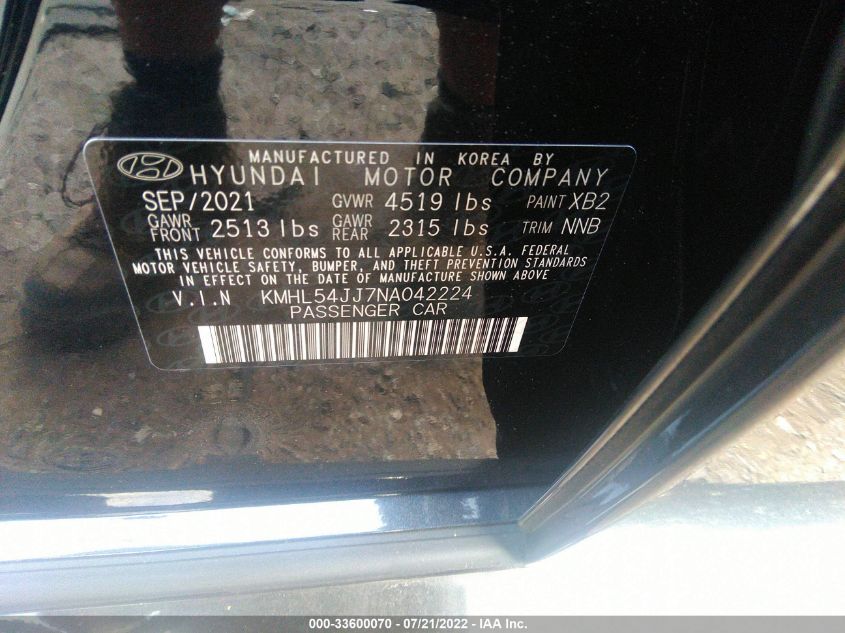 MANUFACTURED IN KOREA BY
HYUNDAI MOTOR COMPANY
SEP/2021 GVWR 4519 lbs PAINT XB2
GAWR FRONT 2513 lbs GAWR REAR 2315 lbs TRIM NNB
THIS VEHICLE CONFORMS TO ALL APPLICABLE U.S.A. FEDERAL
MOTOR VEHICLE SAFETY, BUMPER, AND THEFT PREVENTION STANDARDS
IN EFFECT ON THE DATE OF MANUFACTURE SHOWN ABOVE
V.I.N KMHL54JJ7NA042224
PASSENGER CAR
000-33600070 - 07/21/2022 - IAA Inc.